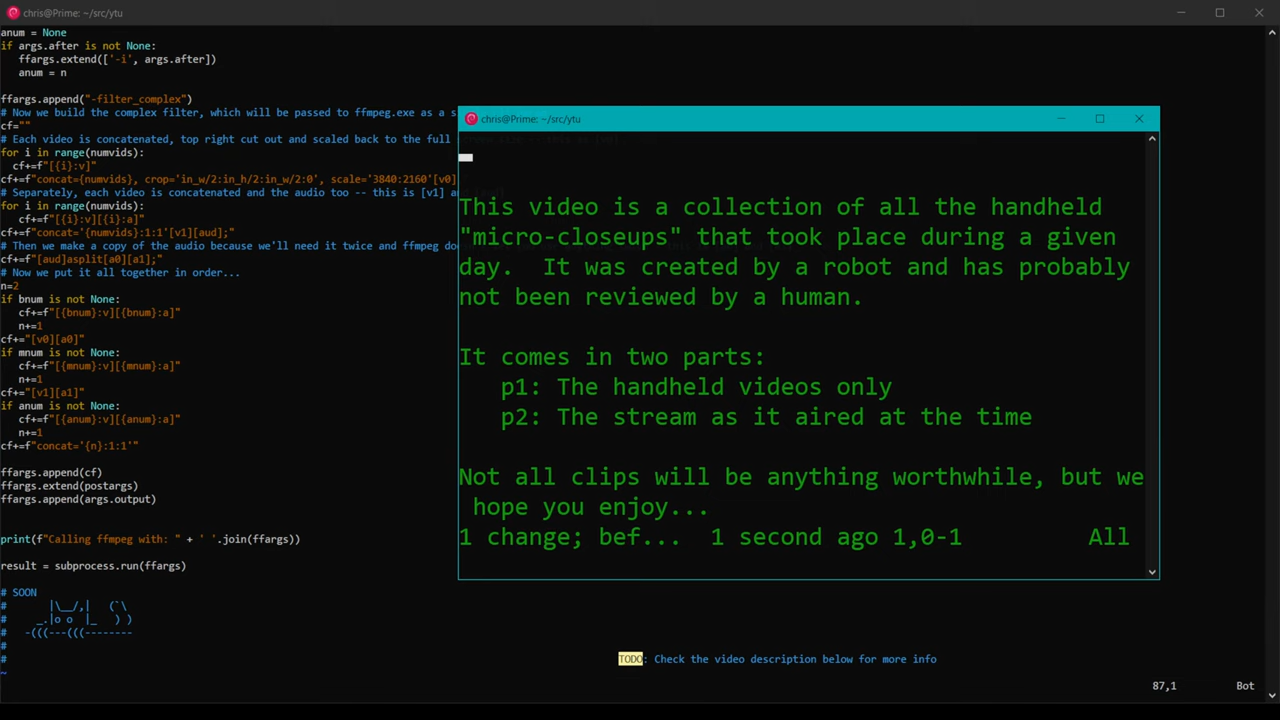 chris@Prime: ~/src/ytu
anum = None
if args.after is not None:
   ffargs.extend(['-i', args.after])
   anum = n
ffargs.append("-filter_complex")
# Now we build the complex filter, which will be passed to ffmpeg.exe as a s
cf=""
# Each video is concatenated, top right cut out and scaled back to the full
for i in range(numvids):
  cf+=f"[{i}:v]"
cf+=f"concat={numvids}, crop='in_w/2:in_h/2:in_w/2:0', scale='3840:2160'[v0]
# Separately, each video is concatenated and the audio too -- this is [v1] a
for i in range(numvids):
   cf+=f"[{i}:v][{i}:a]"
cf+=f"concat='{numvids}:1:1'[v1][aud];"
# Then we make a copy of the audio because we'll need it twice and ffmpeg do
cf+="[aud]asplit[a0][a1];"
# Now we put it all together in order...
n=2
if bnum is not None:
   cf+=f"[{bnum}:v][{bnum}:a]"
   n+=1
cf+="[v0][a0]"
if mnum is not None:
   cf+=f"[{mnum}:v][{mnum}:a]"
   n+=1
cf+="[v1][a1]"
if anum is not None:
   cf+=f"[{anum}:v][{anum}:a]"
   n+=1
cf+=f"concat='{n}:1:1'"
ffargs.append(cf)
ffargs.extend(postargs)
ffargs.append(args.output)
print(f"Calling ffmpeg with: " + ' '.join(ffargs))
result = subprocess.run(ffargs)
# SOON
#      |\__/,|   (`\
#    _.|o o  |_   ) )
#  -(((---(((--------
#
#
~
chris@Prime: ~/src/ytu
This video is a collection of all the handheld
"micro-closeups" that took place during a given
day.  It was created by a robot and has probably
not been reviewed by a human.
It comes in two parts:
   p1: The handheld videos only
   p2: The stream as it aired at the time
Not all clips will be anything worthwhile, but we
 hope you enjoy...
1 change; bef...  1 second ago 1,0-1         All
TODO: Check the video description below for more info
87,1 Bot